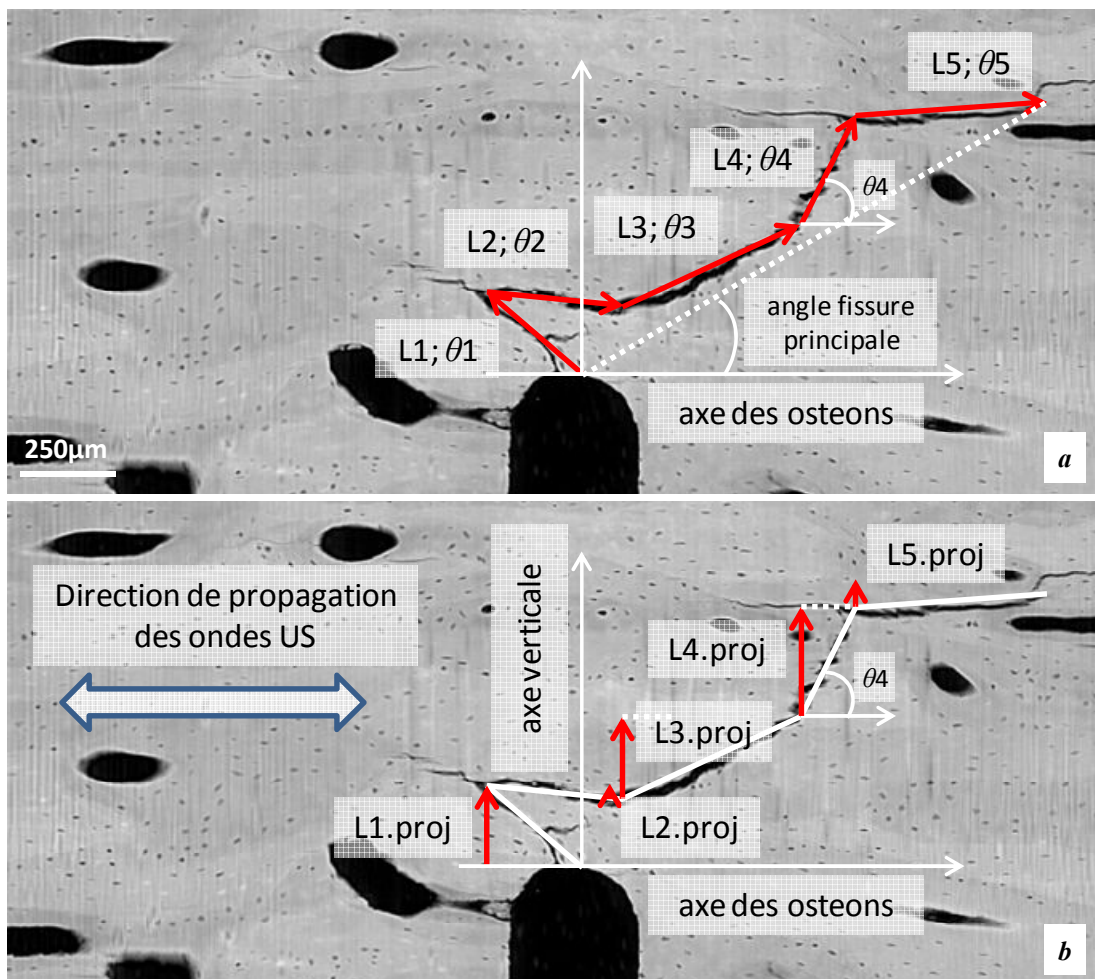 L5; θ5
L4; θ4
θ4
L2; θ2
L3; θ3
L1; θ1
angle fissure
principale
axe des osteons
250µm
a
L5.proj
Direction de propagation
des ondes US
axe verticale
L4.proj
θ4
L3.proj
L1.proj
L2.proj
axe des osteons
b